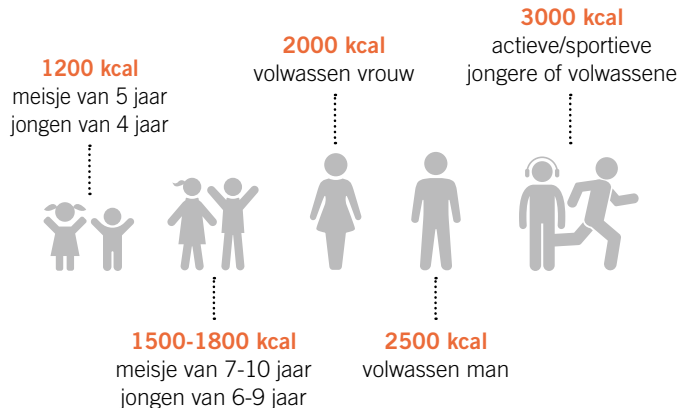 1200 kcal
meisje van 5 jaar
jongen van 4 jaar
1500-1800 kcal
meisje van 7-10 jaar
jongen van 6-9 jaar
2000 kcal
volwassen vrouw
2500 kcal
volwassen man
3000 kcal
actieve/sportieve
jongere of volwassene